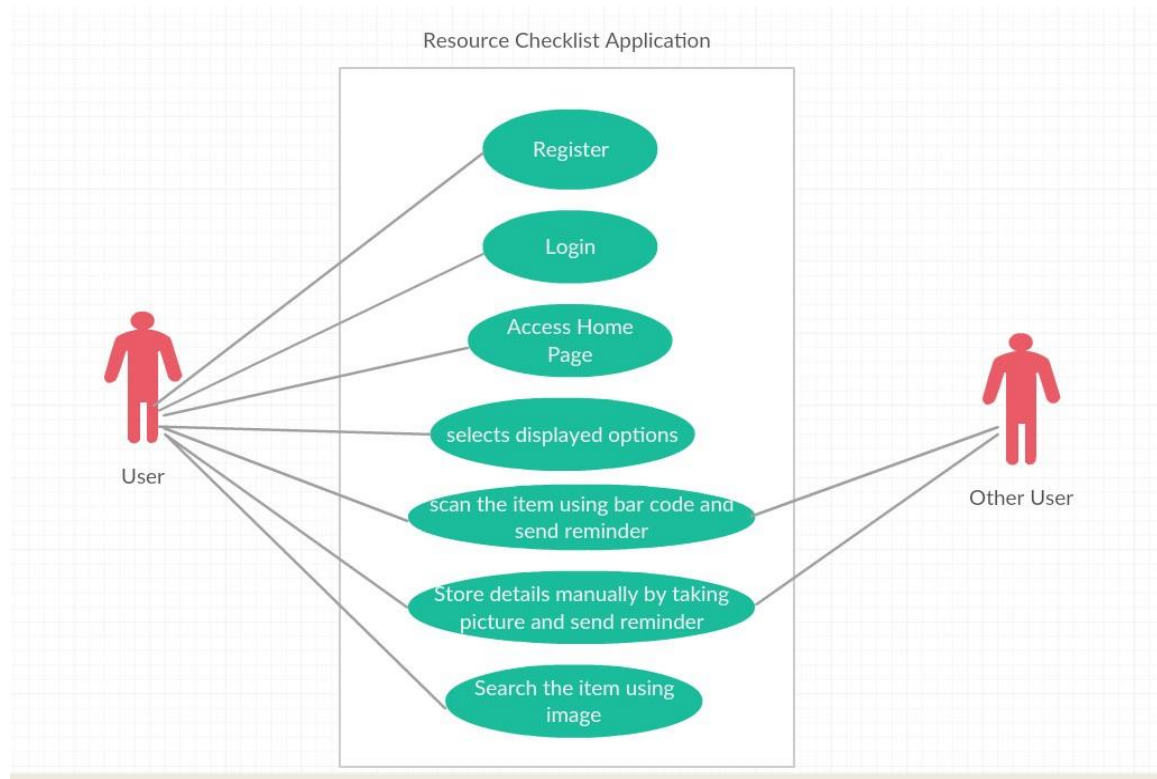 Resource Checklist Application
Register
Login
Access Home
Page
selects displayed options
scan the item using bar code and
send reminder
Store details manually by taking
picture and send reminder
Search the item using
image
User
Other User